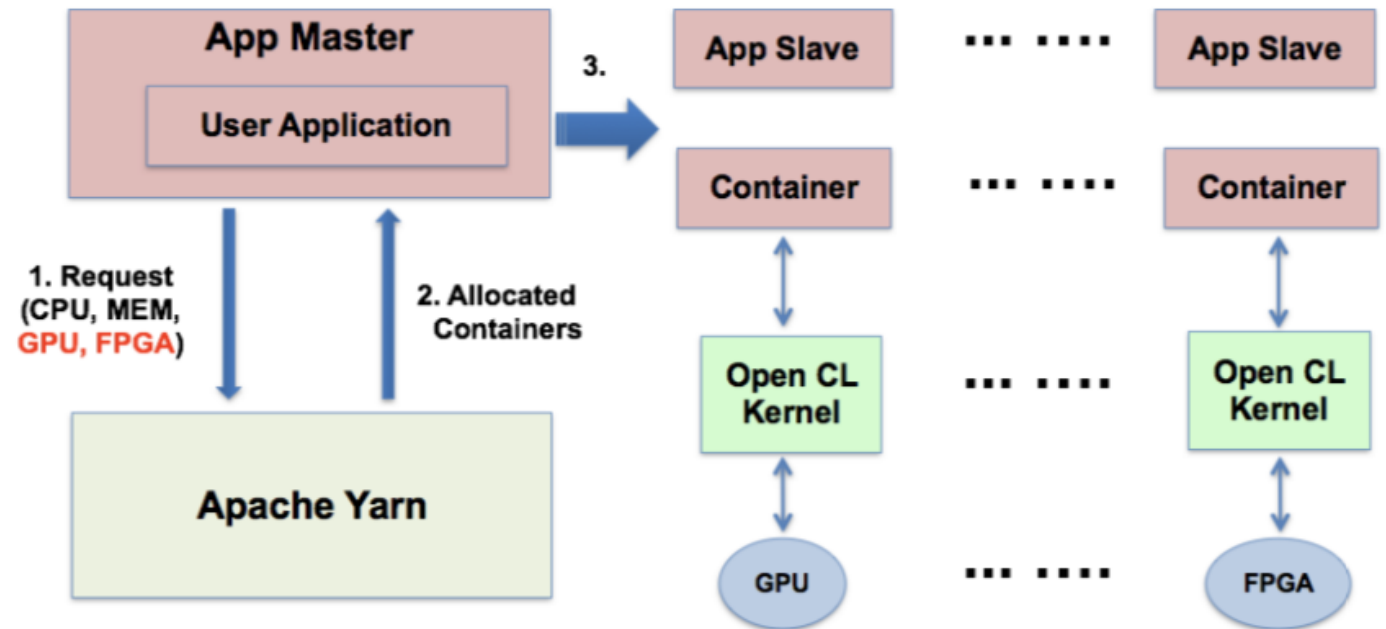 App Master
User Application
1. Request
(CPU, MEM,
GPU, FPGA)
2. Allocated
Containers
Apache Yarn
3.
App Slave
... ....
App Slave
Container
... ....
Container
Open CL
Kernel
... ....
Open CL
Kernel
GPU
... ....
FPGA